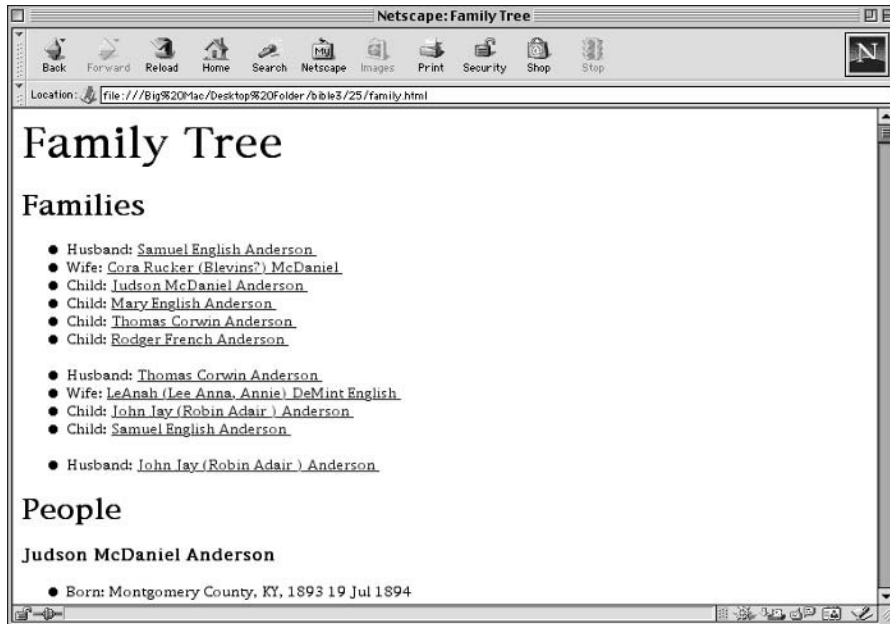 Netscape: Family Tree
Back Forward Reload Home Search Netscape Images Print Security Shop Stop
My
N
Location: file:///Big%20Mac/Desktop%20Folder/bible3/25/family.html
Family Tree
Families
Husband: Samuel English Anderson
Wife: Cora Rucker (Blevins?) McDaniel
Child: Judson McDaniel Anderson
Child: Mary English Anderson
Child: Thomas Corwin Anderson
Child: Rodger French Anderson
Husband: Thomas Corwin Anderson
Wife: LeAnah (Lee Anna, Annie) DeMint English
Child: John Jay (Robin Adair ) Anderson
Child: Samuel English Anderson
Husband: John Jay (Robin Adair ) Anderson
People
Judson McDaniel Anderson
Born: Montgomery County, KY, 1893 19 Jul 1894